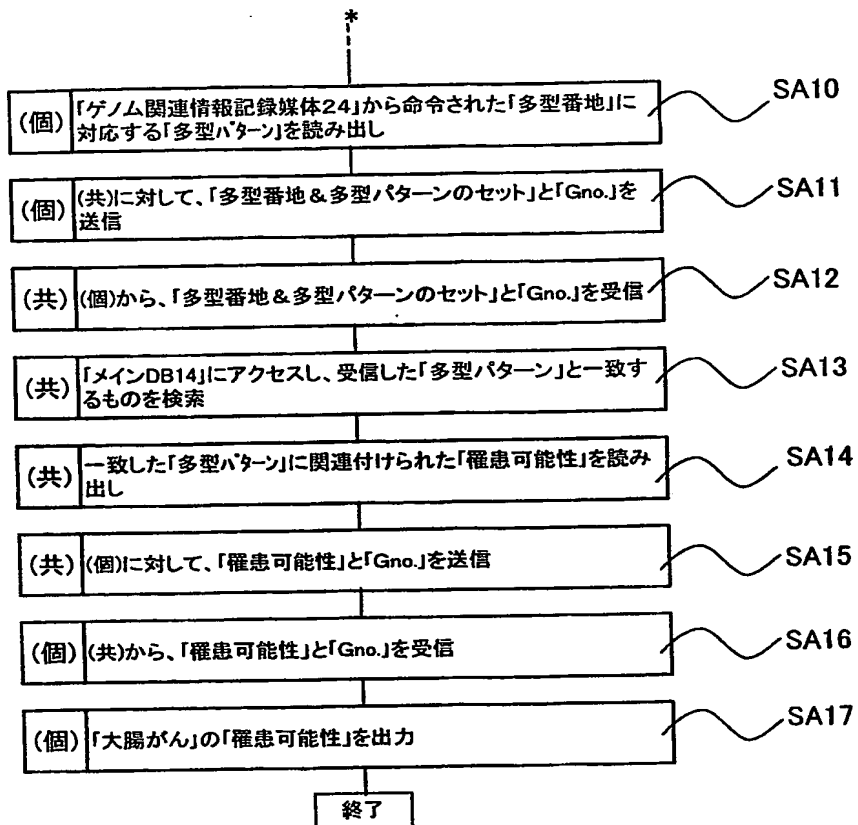 *
(個) 「ゲノム関連情報記録媒体24」から命令された「多型番地」に
対応する「多型パターン」を読み出し
SA10
(個) (共)に対して、「多型番地&多型パターンのセット」と「Gno.」を
送信
SA11
(共) (個)から、「多型番地&多型パターンのセット」と「Gno.」を受信
SA12
(共) 「メインDB14」にアクセスし、受信した「多型パターン」と一致す
るものを検索
SA13
(共) 一致した「多型パターン」に関連付けられた「罹患可能性」を読み
出し
SA14
(共) (個)に対して、「罹患可能性」と「Gno.」を送信
SA15
(個) (共)から、「罹患可能性」と「Gno.」を受信
SA16
(個) 「大腸がん」の「罹患可能性」を出力
SA17
終了